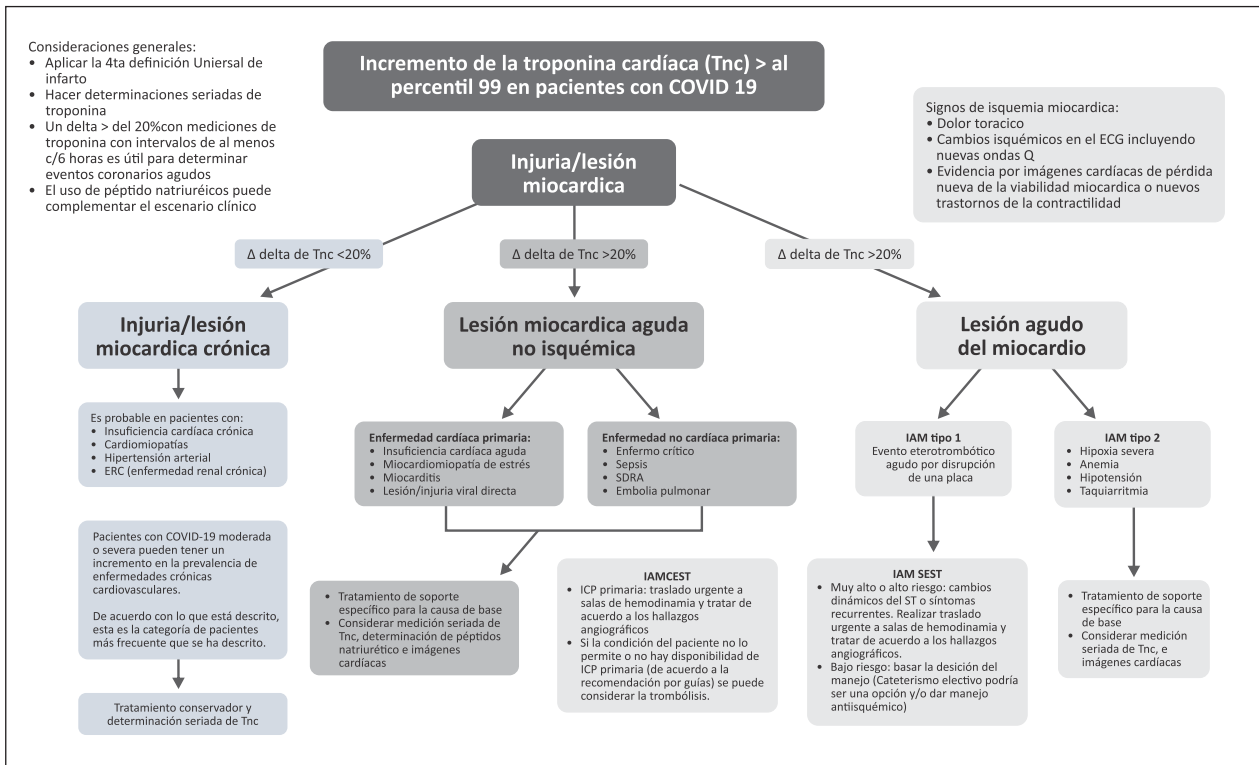 Consideraciones generales:
• Aplicar la 4ta definición Uniersal de
infarto
• Hacer determinaciones seriadas de
troponina
• Un delta > del 20%con mediciones de
troponina con intervalos de al menos
c/6 horas es útil para determinar
eventos coronarios agudos
• El uso de péptido natriuréicos puede
complementar el escenario clínico
Incremento de la troponina cardíaca (Tnc) > al
percentil 99 en pacientes con COVID 19
Signos de isquemia miocardica:
• Dolor toracico
• Cambios isquémicos en el ECG incluyendo
nuevas ondas Q
• Evidencia por imágenes cardíacas de pérdida
nueva de la viabilidad miocardica o nuevos
trastornos de la contractilidad
Injuria/lesión
miocardica
Δ delta de Tnc <20%
Δ delta de Tnc >20%
Δ delta de Tnc >20%
Injuria/lesión
miocardica crónica
Lesión miocardica aguda
no isquémica
Lesión agudo
del miocardio
Es probable en pacientes con:
• Insuficiencia cardíaca crónica
• Cardiomiopatías
• Hipertensión arterial
• ERC (enfermedad renal crónica)
Enfermedad cardíaca primaria:
• Insuficiencia cardíaca aguda
• Miocardiomiopatía de estrés
• Miocarditis
• Lesión/injuria viral directa
Enfermedad no cardíaca primaria:
• Enfermo crítico
• Sepsis
• SDRA
• Embolia pulmonar
IAM tipo 1
Evento eterotrombótico
agudo por disrupción
de una placa
IAM tipo 2
• Hipoxia severa
• Anemia
• Hipotensión
• Taquiarritmia
Pacientes con COVID-19 moderada
o severa pueden tener un
incremento en la prevalencia de
enfermedades crónicas
cardiovasculares.
De acuerdo con lo que está descrito,
esta es la categoría de pacientes
más frecuente que se ha descrito.
Tratamiento conservador y
determinación seriada de Tnc
• Tratamiento de soporte
específico para la causa de base
• Considerar medición seriada de
Tnc, determinación de péptidos
natriurético e imágenes
cardíacas
IAMCEST
• ICP primaria: traslado urgente a
salas de hemodinamia y tratar de
acuerdo a los hallazgos
angiográficos
• Si la condición del paciente no lo
permite o no hay disponibilidad de
ICP primaria (de acuerdo a la
recomendación por guías) se puede
considerar la trombólisis.
IAM SEST
• Muy alto o alto riesgo: cambios
dinámicos del ST o síntomas
recurrentes. Realizar traslado
urgente a salas de hemodinamia y
tratar de acuerdo a los hallazgos
angiográficos.
• Bajo riesgo: basar la desición del
manejo (Cateterismo electivo podría
ser una opción y/o dar manejo
antiisquémico)
• Tratamiento de soporte
específico para la causa
de base
• Considerar medición
seriada de Tnc, e
imágenes cardíacas